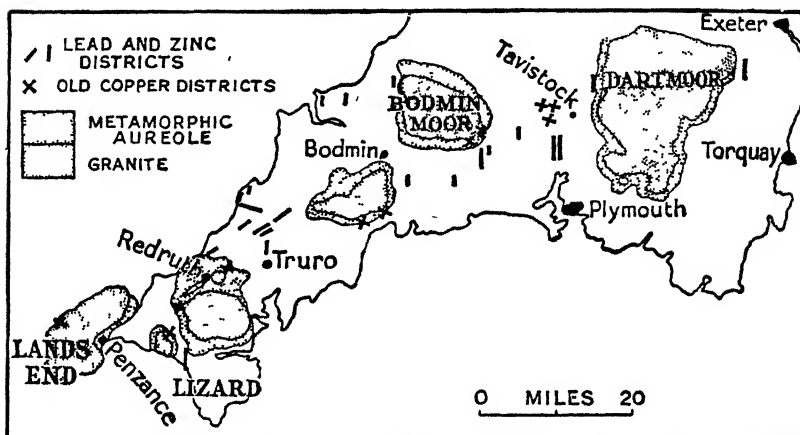 LEAD AND ZINC
DISTRICTS
OLD COPPER DISTRICTS
METAMORPHIC
AUREOLE
GRANITE
Exeter
Tavistock
DARTMOOR
BODMIN
MOOR
Bodmin
Torquay
Plymouth
Redruth
Truro
LANDS
END
Penzance
LIZARD
0 MILES 20